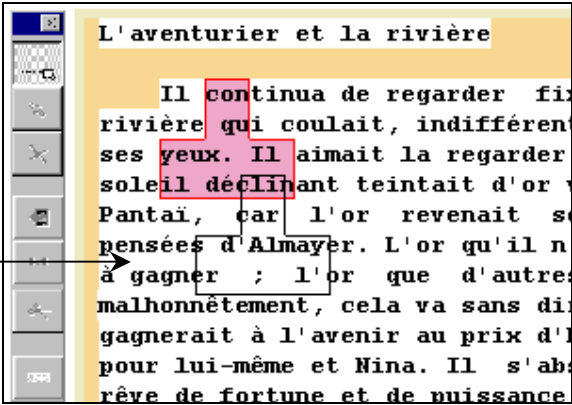 L'aventurier et la rivière
Il continua de regarder fix
rivière qui coulait, indifférent
ses yeux. Il aimait la regarder
soleil déclinant teintait d'or
Pantaï, car l'or revenait
pensées d'Almayer. L'or qu'il n
à gagner ; l'or que d'autres
malhonnêtement, cela va sans dir
gagnerait à l'avenir au prix
pour lui-même et Nina. Il s'abs
rêve de fortune et de puissance